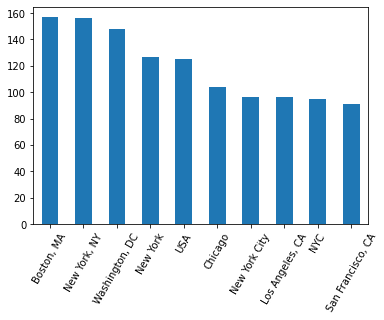 160
140
120
100
80
60
40
20
0
Boston, MA
New York, NY
Washington, DC
New York
USA
Chicago
New York City
Los Angeles, CA
NYC
San Francisco, CA